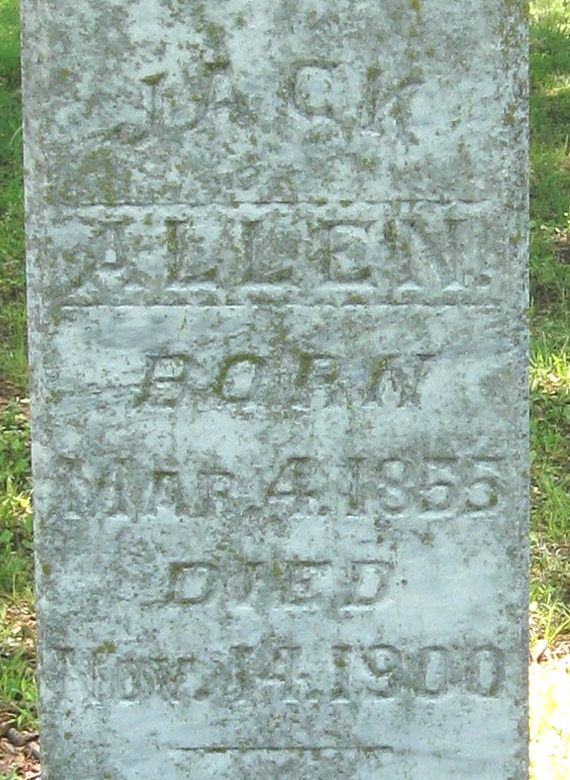 JACK
ALLEN.
BORN
MAR. 4. 1855
DIED
NOV. 14. 1900